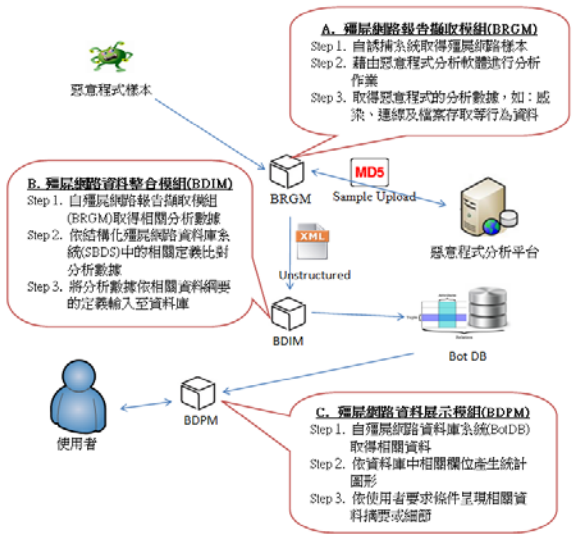 A. 殭屍網路報告擷取模組(BRGM)
Step 1. 自誘捕系統取得殭屍網路樣本
Step 2. 藉由惡意程式分析軟體進行分析
作業
Step 3. 取得惡意程式的分析數據，如：感
染、連線及檔案存取等行為資料
惡意程式樣本
MD5
BRGM
Sample Upload
惡意程式分析平台
B. 殭屍網路資料整合模組(BDIM)
Step 1. 自殭屍網路報告擷取模組
(BRGM)取得相關分析數據
Step 2. 依結構化殭屍網路資料庫系
統(SBDS)中的相關定義比對
分析數據
Step 3. 將分析數據依相關資料綱要
的定義輸入至資料庫
XML
Unstructured
BDIM
Bot DB
使用者
BDPM
C. 殭屍網路資料展示模組(BDPM)
Step 1. 自殭屍網路資料庫系統(BotDB)
取得相關資料
Step 2. 依資料庫中相關欄位產生統計
圖形
Step 3. 依使用者要求條件呈現相關資
料摘要或細節